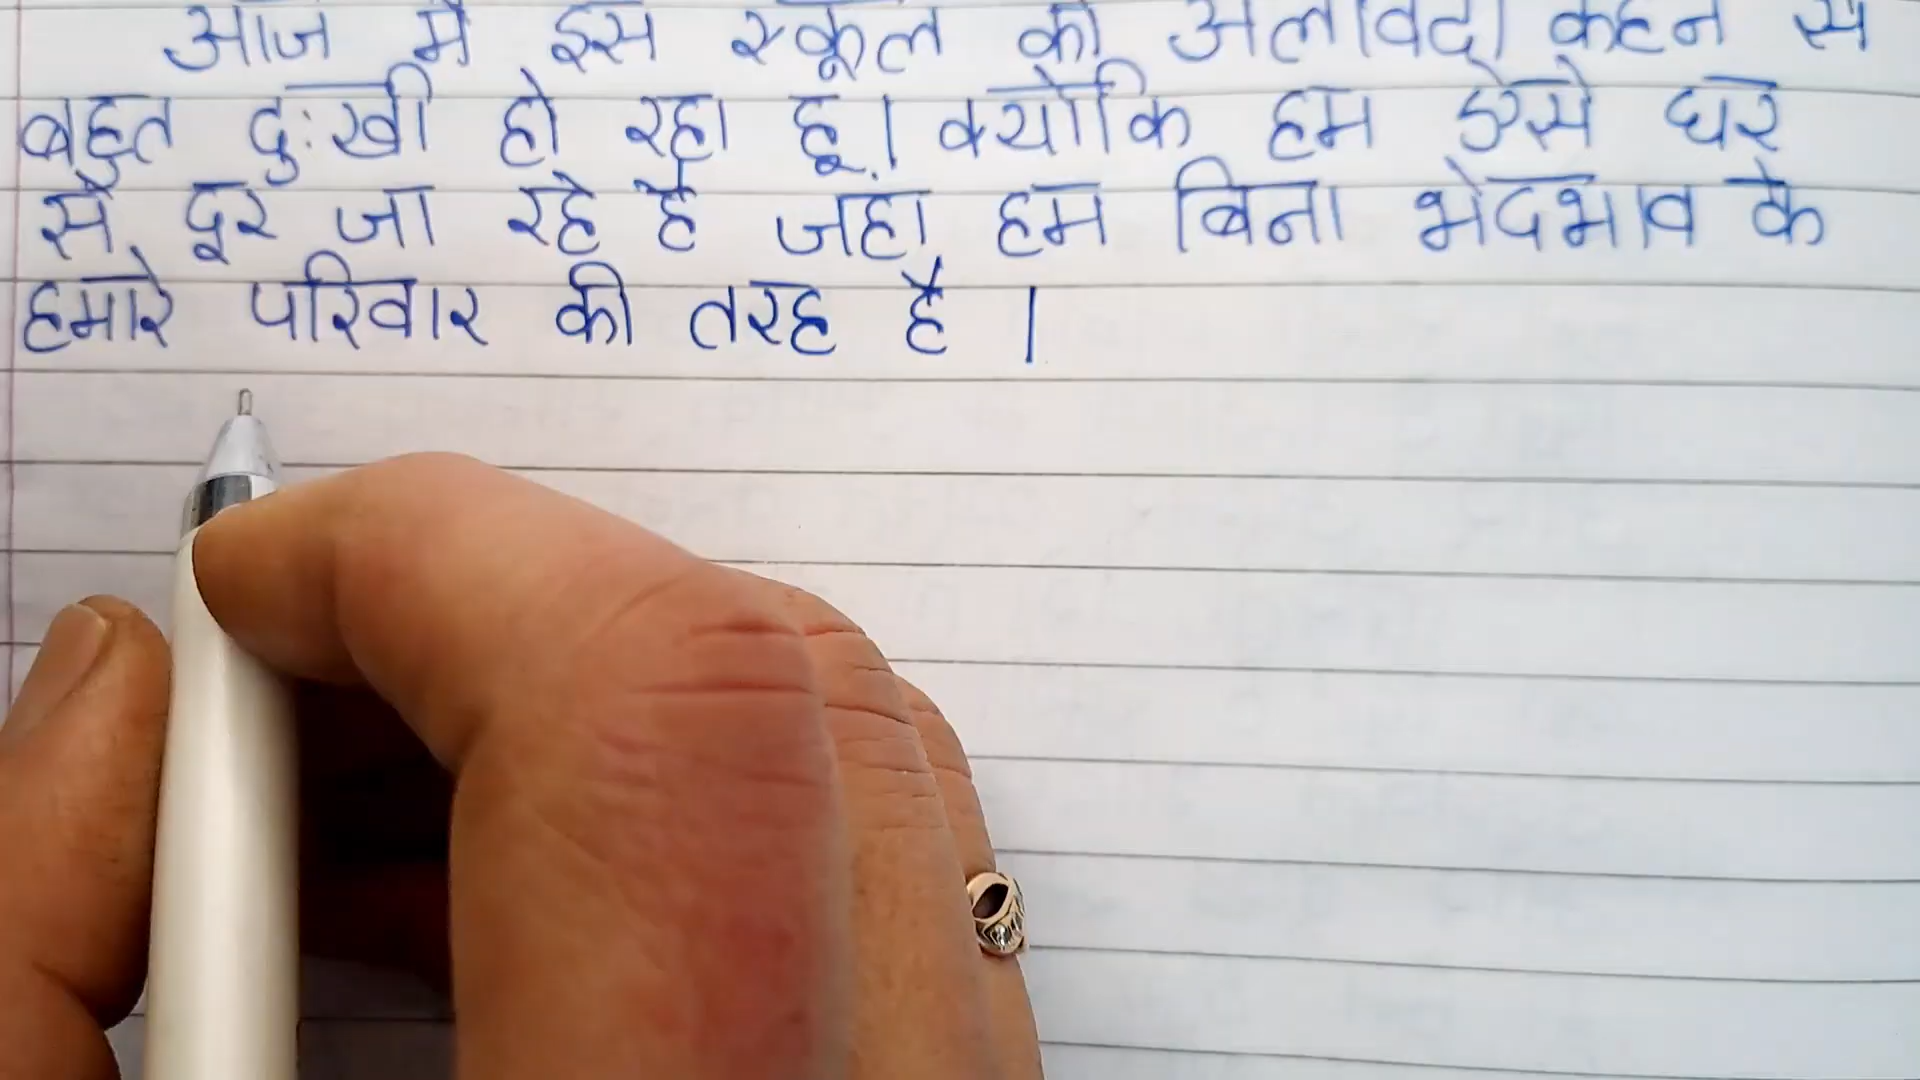 आज मैं इस स्कूल को अलविदा कहने से
बहुत दुःखी हो रहा हूं। क्योंकि हम ऐसे घर
से दूर जा रहे है जहां हम बिना भेदभाव के
हमारे परिवार की तरह है ।